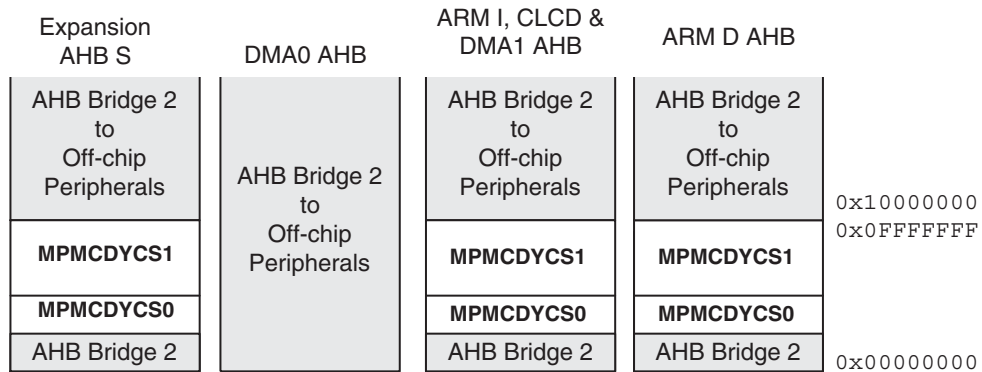 Expansion
AHB S
DMA0 AHB
ARM I, CLCD &
DMA1 AHB
ARM D AHB
AHB Bridge 2
to
Off-chip
Peripherals
MPMCDYCS1
MPMCDYCS0
AHB Bridge 2
AHB Bridge 2
to
Off-chip
Peripherals
AHB Bridge 2
to
Off-chip
Peripherals
MPMCDYCS1
MPMCDYCS0
AHB Bridge 2
AHB Bridge 2
to
Off-chip
Peripherals
MPMCDYCS1
MPMCDYCS0
AHB Bridge 2
0x10000000
0x0FFFFFFF
0x00000000